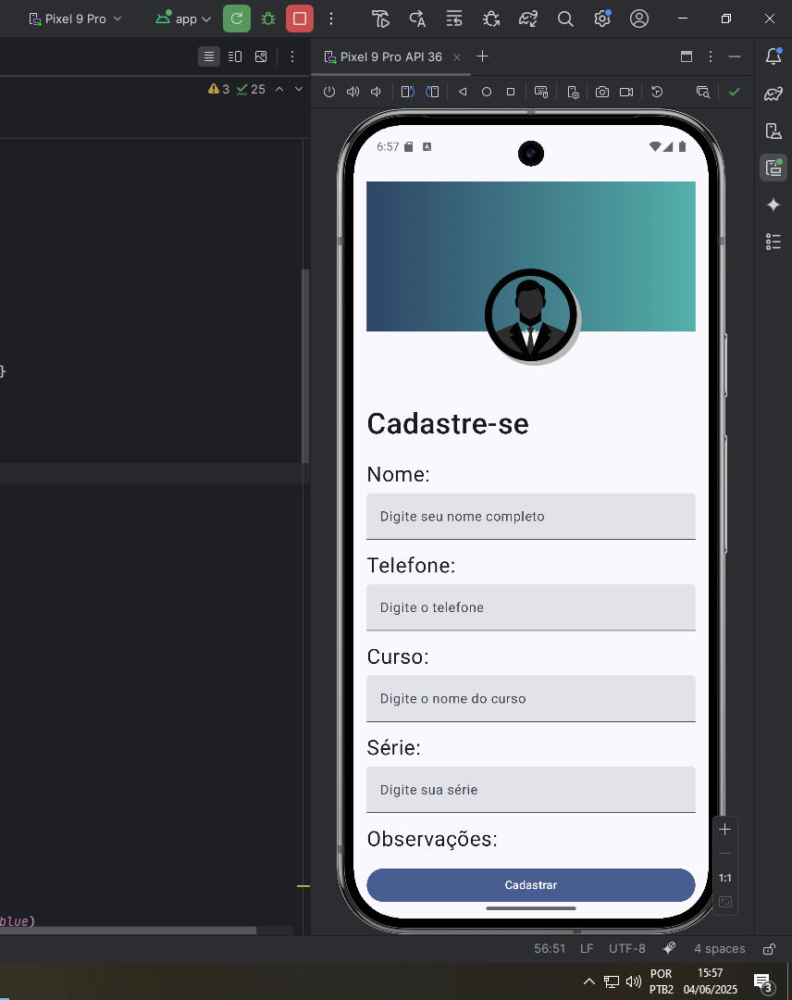 Pixel 9 Pro
app
Pixel 9 Pro API 36
3 25
6:57
A
}
Cadastre-se
Nome:
Digite seu nome completo
Telefone:
Digite o telefone
Curso:
Digite o nome do curso
Série:
Digite sua série
Observações:
1:1
Cadastrar
blue)
56:51 LF UTF-8 4 spaces
POR 15:57
PTB2 04/06/2025 3